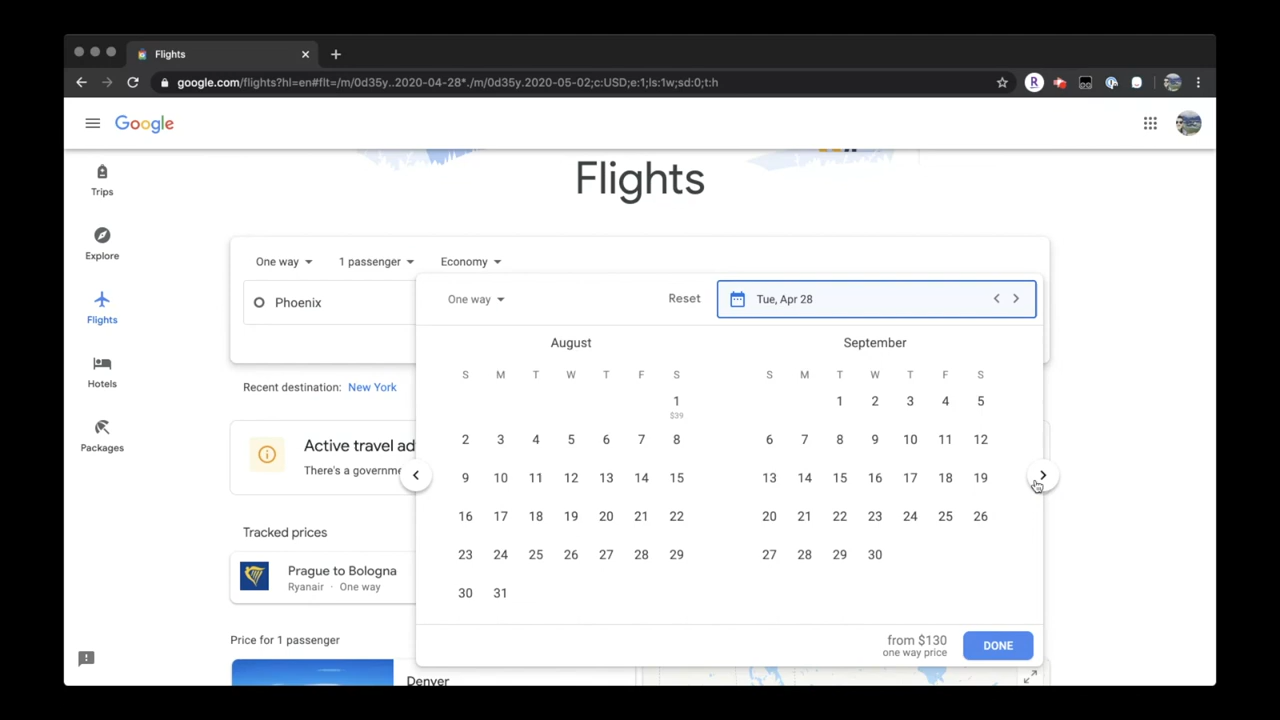 Flights
google.com/flights?hl=en#flt=/m/0d35y..2020-04-28*./m/0d35y.2020-05-02;c:USD;e:1;ls:1w;sd:0;t:h
R
Google
Trips
Explore
Flights
Hotels
Packages
Flights
One way 1 passenger Economy
Phoenix
One way Reset Tue, Apr 28
August September
S M T W T F S S M T W T F S
1 1 2 3 4 5
$39
2 3 4 5 6 7 8 6 7 8 9 10 11 12
9 10 11 12 13 14 15 13 14 15 16 17 18 19
16 17 18 19 20 21 22 20 21 22 23 24 25 26
23 24 25 26 27 28 29 27 28 29 30
30 31
from $130
one way price
DONE
Recent destination: New York
Active travel ad
There's a governme
Tracked prices
Prague to Bologna
Ryanair · One way
Price for 1 passenger
Denver